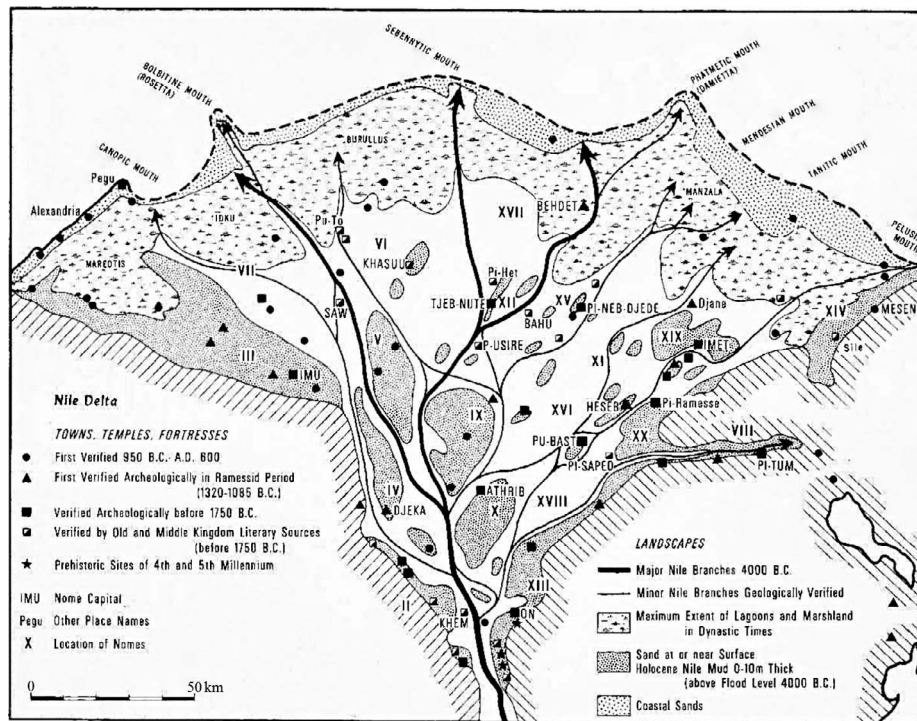 SEBENNYTIC MOUTH
BOLBITINE MOUTH
(ROSETTA)
PHATMETIC MOUTH
(DAMIETTA)
CANOPIC MOUTH
MENDESIAN MOUTH
TANITIC MOUTH
BURULLUS
Pegu
MANZALA
XVII
BEHDET
Alexandria
IDKU
Pu-To
PELUSI
MOUTH
VI
KHASUU
MAREOTIS
VII
Pi-Het
TJEB-NUTE
XII
XV
PI-NEB-DJEDE
Djane
XIV
MESEN
SAW
BAHU
V
P-USIRE
XIX
IMET
Sile
III
XI
IMU
Nile Delta
IX
XVI
HESER
Pi-Ramesse
TOWNS, TEMPLES, FORTRESSES
PU-BAST
XX
VIII
First Verified 950 B.C.- A.D. 600
PI-SAPED
PI-TUM
First Verified Archeologically in Ramessid Period
(1320-1085 B.C.)
IV
ATHRIB
X
XVIII
Verified Archeologically before 1750 B.C.
DJEKA
Verified by Old and Middle Kingdom Literary Sources
(before 1750 B.C.)
LANDSCAPES
Prehistoric Sites of 4th and 5th Millennium
Major Nile Branches 4000 B.C.
XIII
Minor Nile Branches Geologically Verified
IMU Nome Capital
II
Maximum Extent of Lagoons and Marshland
in Dynastic Times
Pegu Other Place Names
KHEM
ON
X Location of Nomes
Sand at or near Surface
Holocene Nile Mud 0-10m Thick
(above Flood Level 4000 B.C.)
0 50 km
Coastal Sands